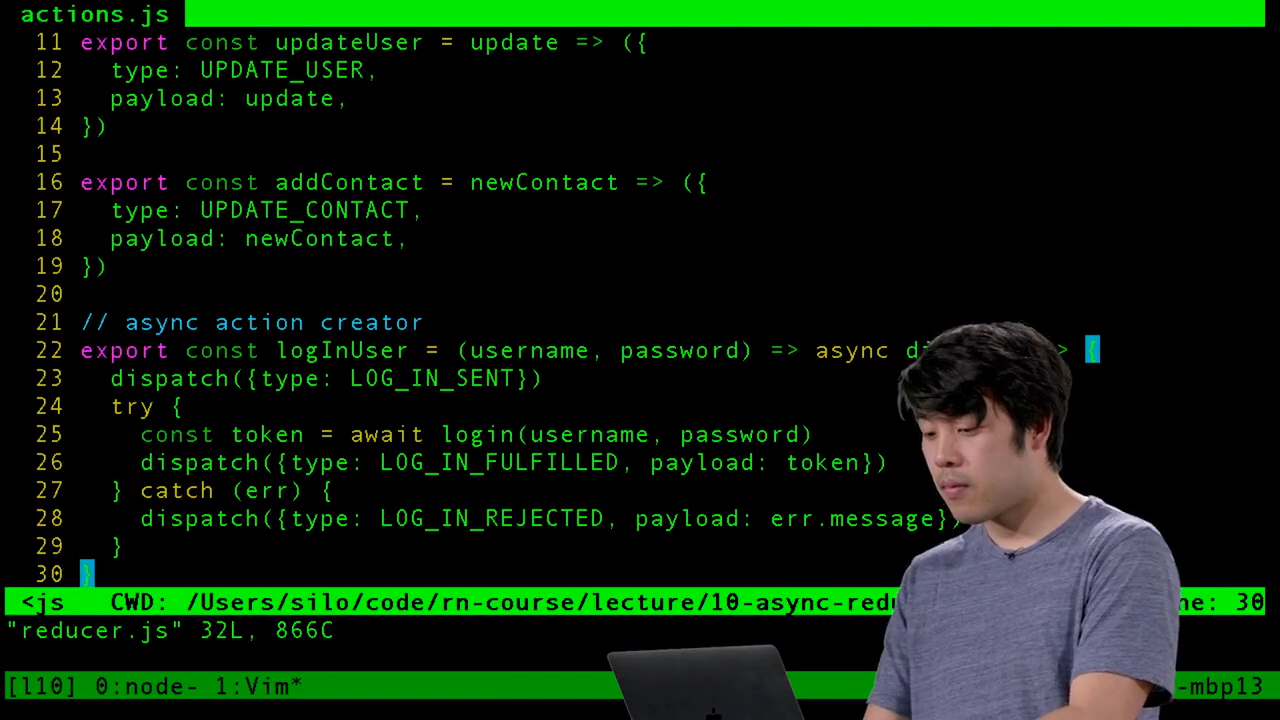 actions.js
11 export const updateUser = update => ({
12   type: UPDATE_USER,
13   payload: update,
14 })
15
16 export const addContact = newContact => ({
17   type: UPDATE_CONTACT,
18   payload: newContact,
19 })
20
21 // async action creator
22 export const logInUser = (username, password) => async > {
23   dispatch({type: LOG_IN_SENT})
24   try {
25     const token = await login(username, password)
26     dispatch({type: LOG_IN_FULFILLED, payload: token})
27   } catch (err) {
28     dispatch({type: LOG_IN_REJECTED, payload: err.message})
29   }
30 }
<js   CWD: /Users/silo/code/rn-course/lecture/10-async-redu ne: 30
"reducer.js" 32L, 866C
[l10] 0:node- 1:Vim* -mbp13